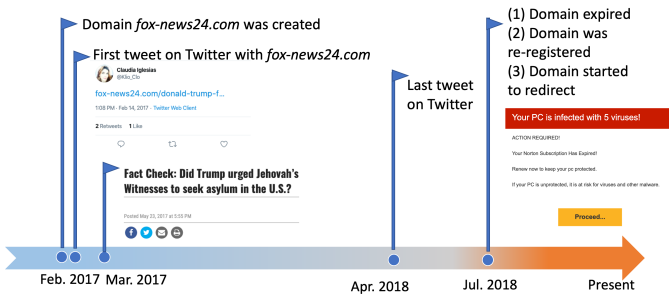 Domain fox-news24.com was created
First tweet on Twitter with fox-news24.com
Claudia Iglesias
@Klio_Clo
fox-news24.com/donald-trump-f...
1:08 PM · Feb 14, 2017 · Twitter Web Client
2 Retweets 1 Like
Fact Check: Did Trump urged Jehovah's
Witnesses to seek asylum in the U.S.?
Posted May 23, 2017 at 5:55 PM
Last tweet
on Twitter
(1) Domain expired
(2) Domain was
re-registered
(3) Domain started
to redirect
Your PC is infected with 5 viruses!
ACTION REQUIRED!
Your Norton Subscription Has Expired!
Renew now to keep your pc protected.
If your PC is unprotected, it is at risk for viruses and other malware.
Proceed...
Feb. 2017 Mar. 2017 Apr. 2018 Jul. 2018 Present